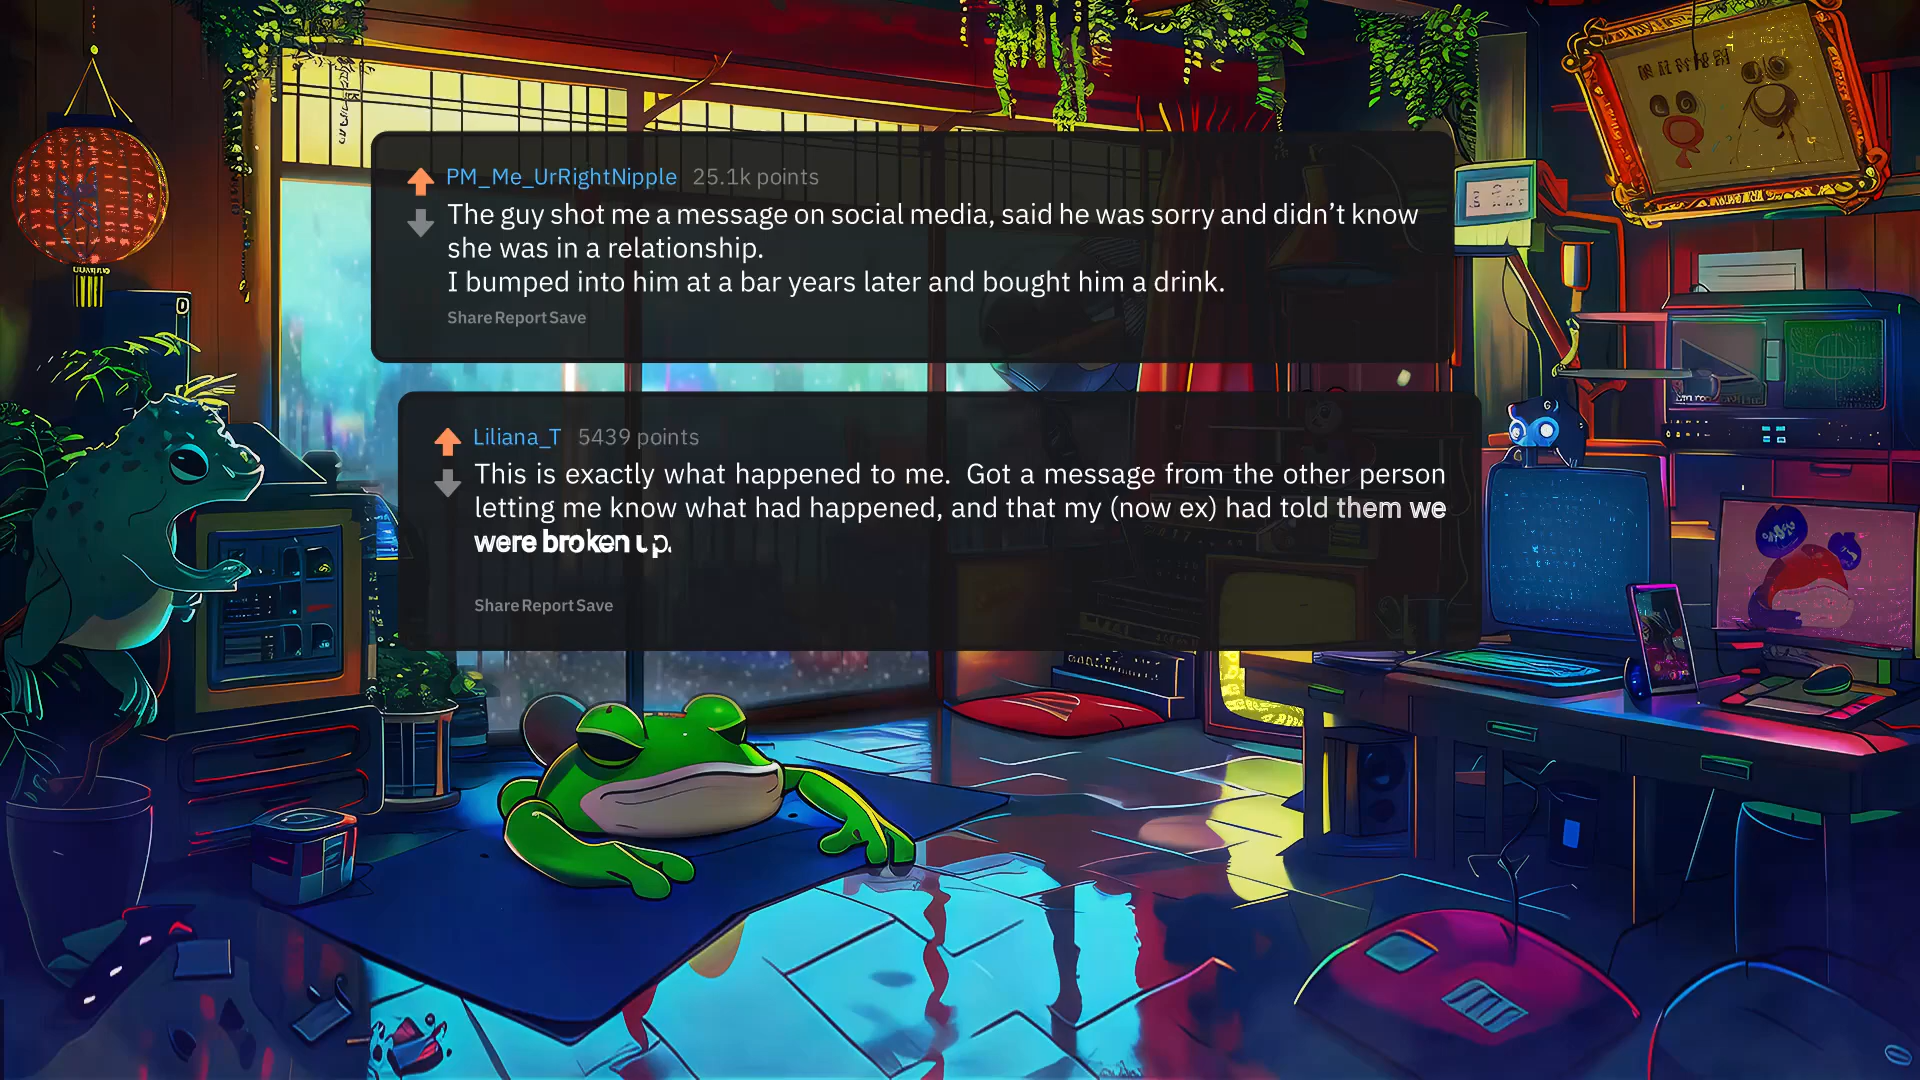 PM_Me_UrRightNipple 25.1k points
The guy shot me a message on social media, said he was sorry and didn’t know
she was in a relationship.
I bumped into him at a bar years later and bought him a drink.
Share Report Save
Liliana_T 5439 points
This is exactly what happened to me. Got a message from the other person
letting me know what had happened, and that my (now ex) had told them we
were broken up.
Share Report Save